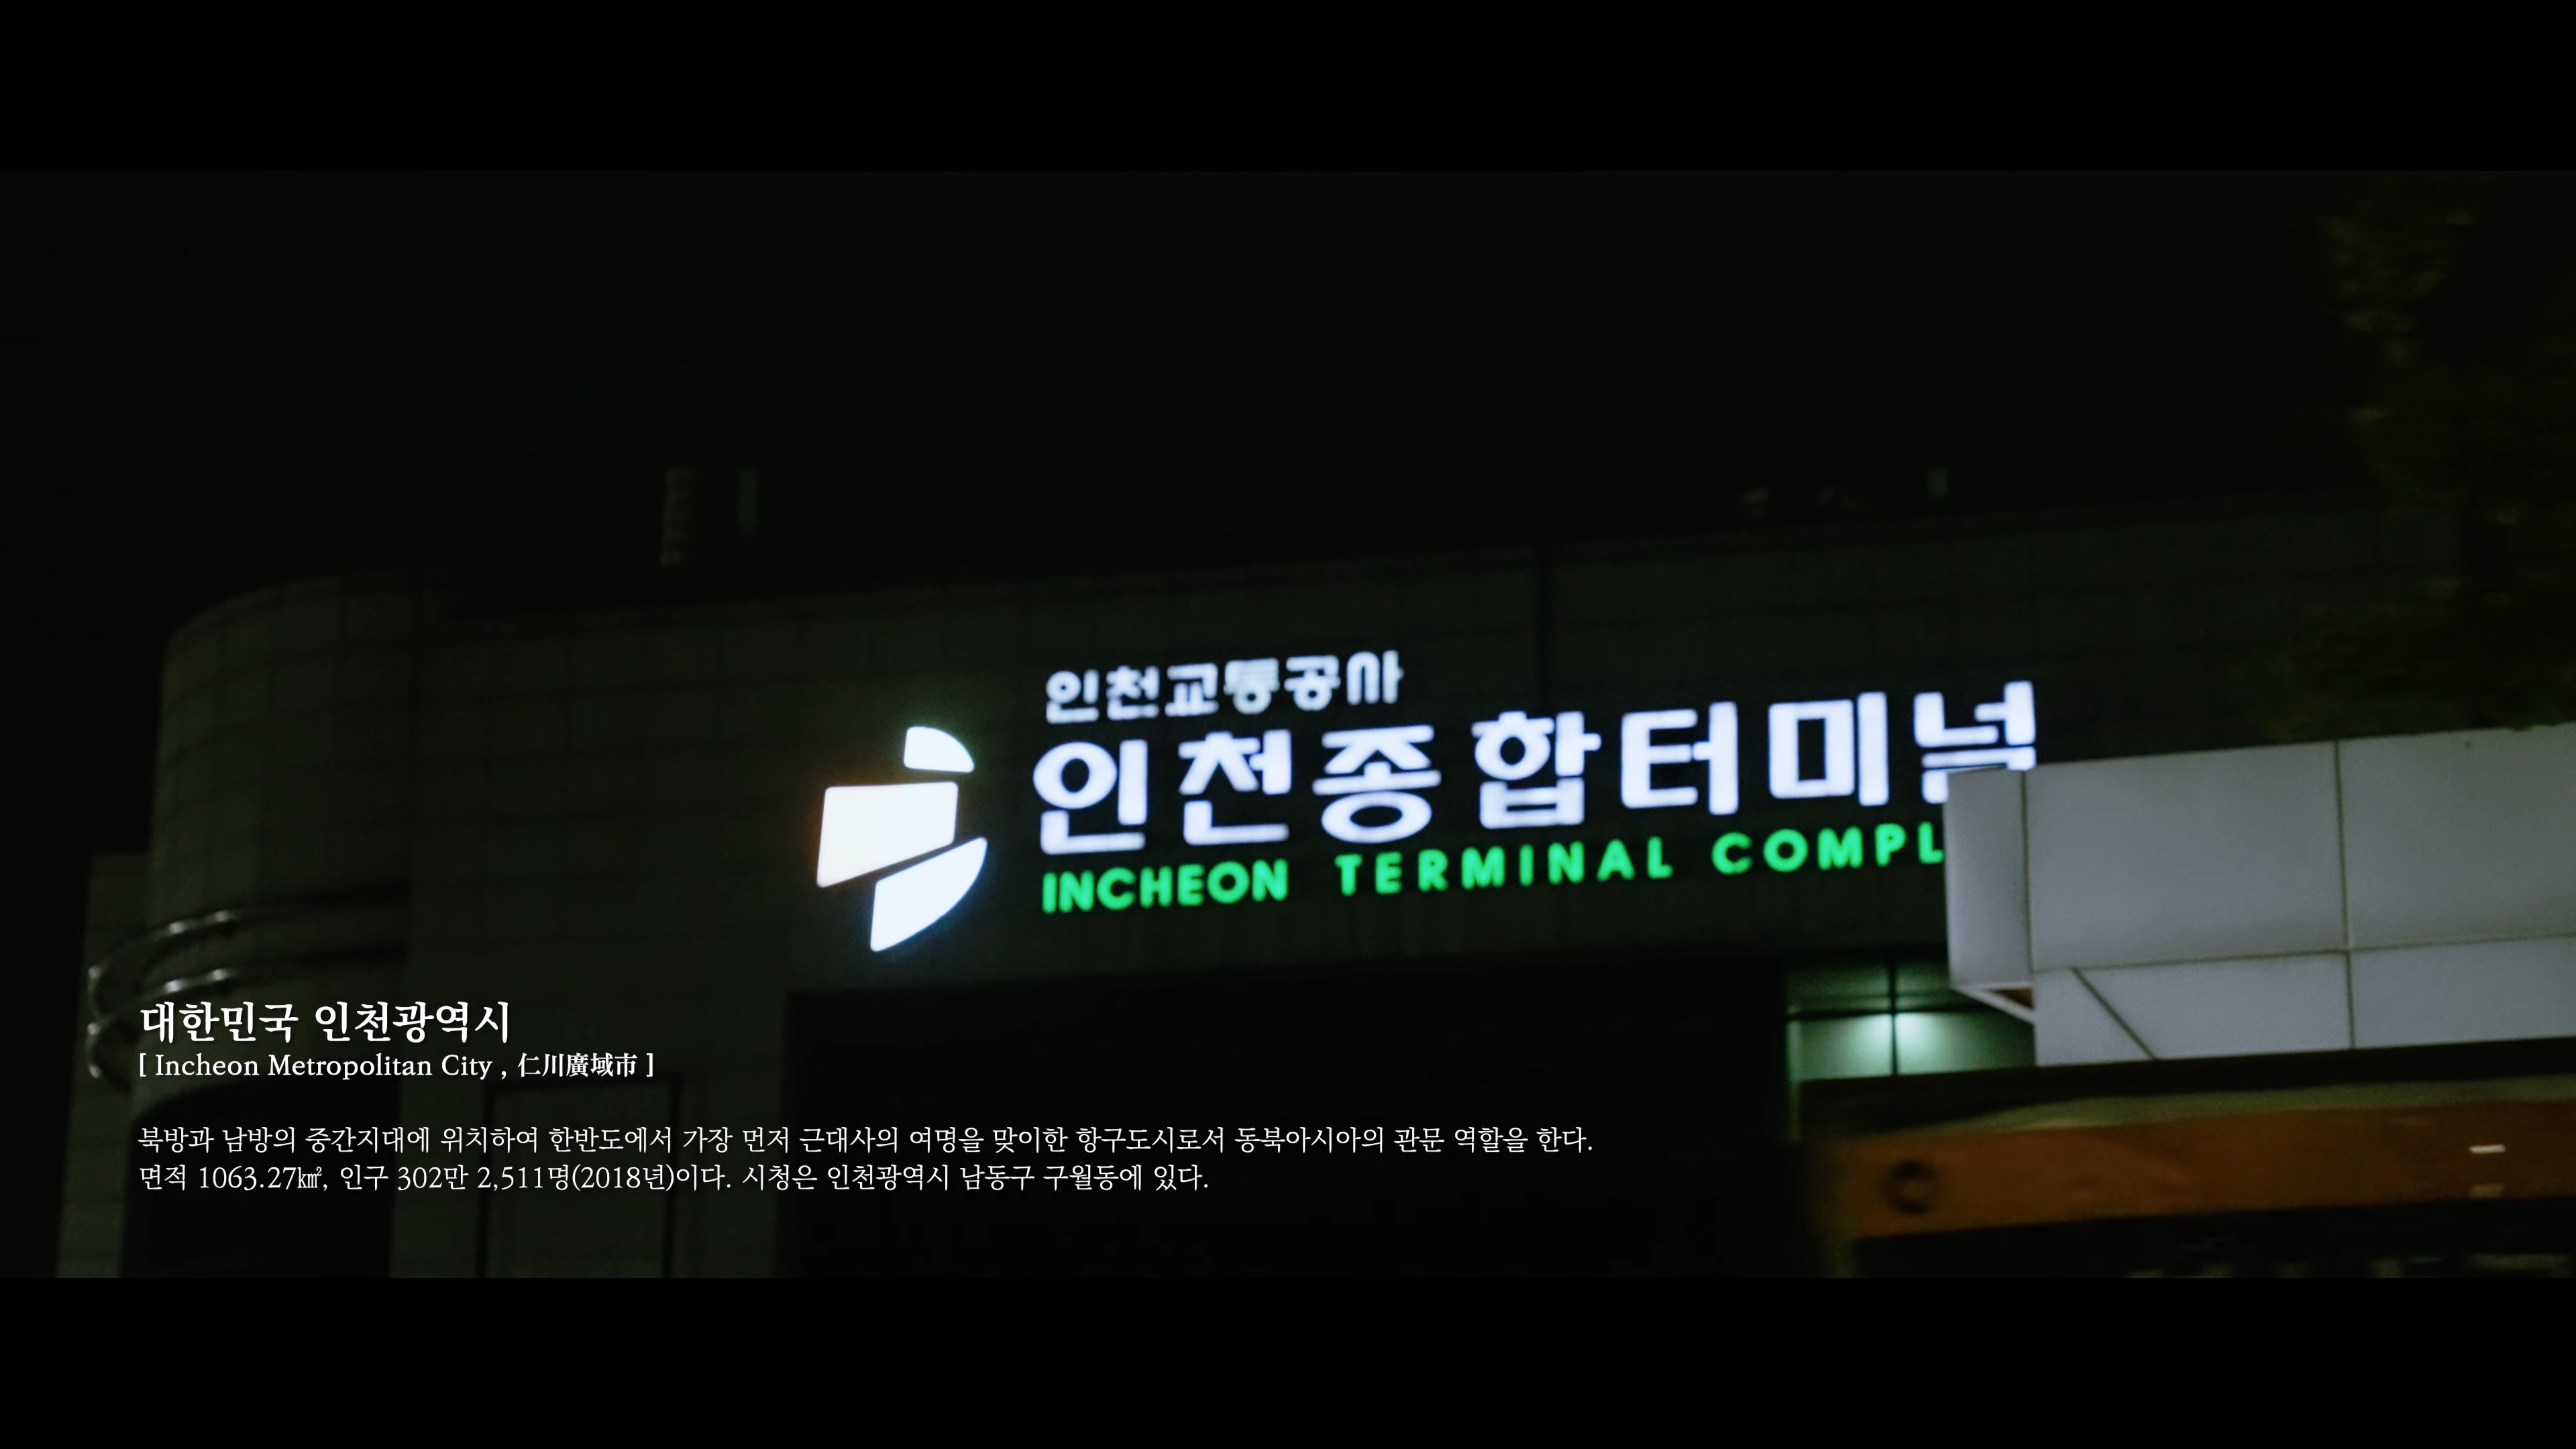 인천교통공사
인천종합터미널
INCHEON TERMINAL COMPL
대한민국 인천광역시
[ Incheon Metropolitan City , 仁川廣域市 ]
북방과 남방의 중간지대에 위치하여 한반도에서 가장 먼저 근대사의 여명을 맞이한 항구도시로서 동북아시아의 관문 역할을 한다.
면적 1063.27㎢, 인구 302만 2,511명(2018년)이다. 시청은 인천광역시 남동구 구월동에 있다.